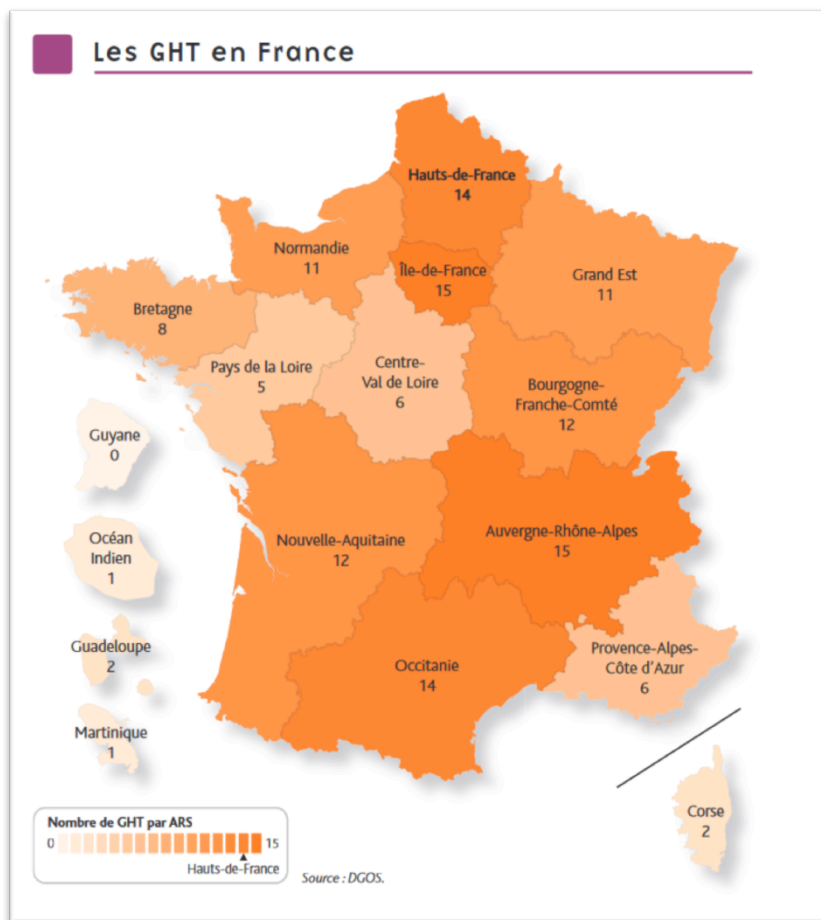 Les GHT en France
Hauts-de-France
14
Normandie
11
Île-de-France
15
Grand Est
11
Bretagne
8
Pays de la Loire
5
Centre-
Val de Loire
6
Bourgogne-
Franche-Comté
12
Guyane
0
Océan
Indien
1
Nouvelle-Aquitaine
12
Auvergne-Rhône-Alpes
15
Guadeloupe
2
Occitanie
14
Provence-Alpes-
Côte d'Azur
6
Martinique
1
Corse
2
Nombre de GHT par ARS
0 15
Hauts-de-France
Source : DGOS.